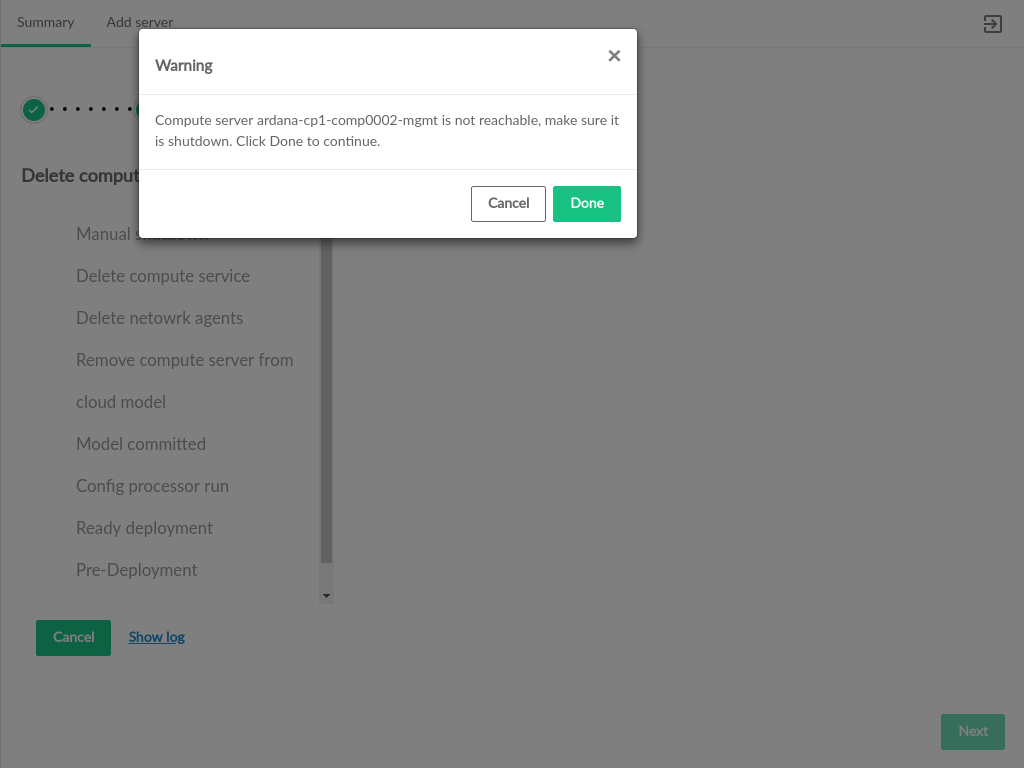 Summary
Add server
Warning
Compute server ardana-cp1-comp0002-mgmt is not reachable, make sure it
is shutdown. Click Done to continue.
Cancel
Done
Delete comput
Manual
Delete compute service
Delete netowrk agents
Remove compute server from
cloud model
Model committed
Config processor run
Ready deployment
Pre-Deployment
Cancel
Show log
Next